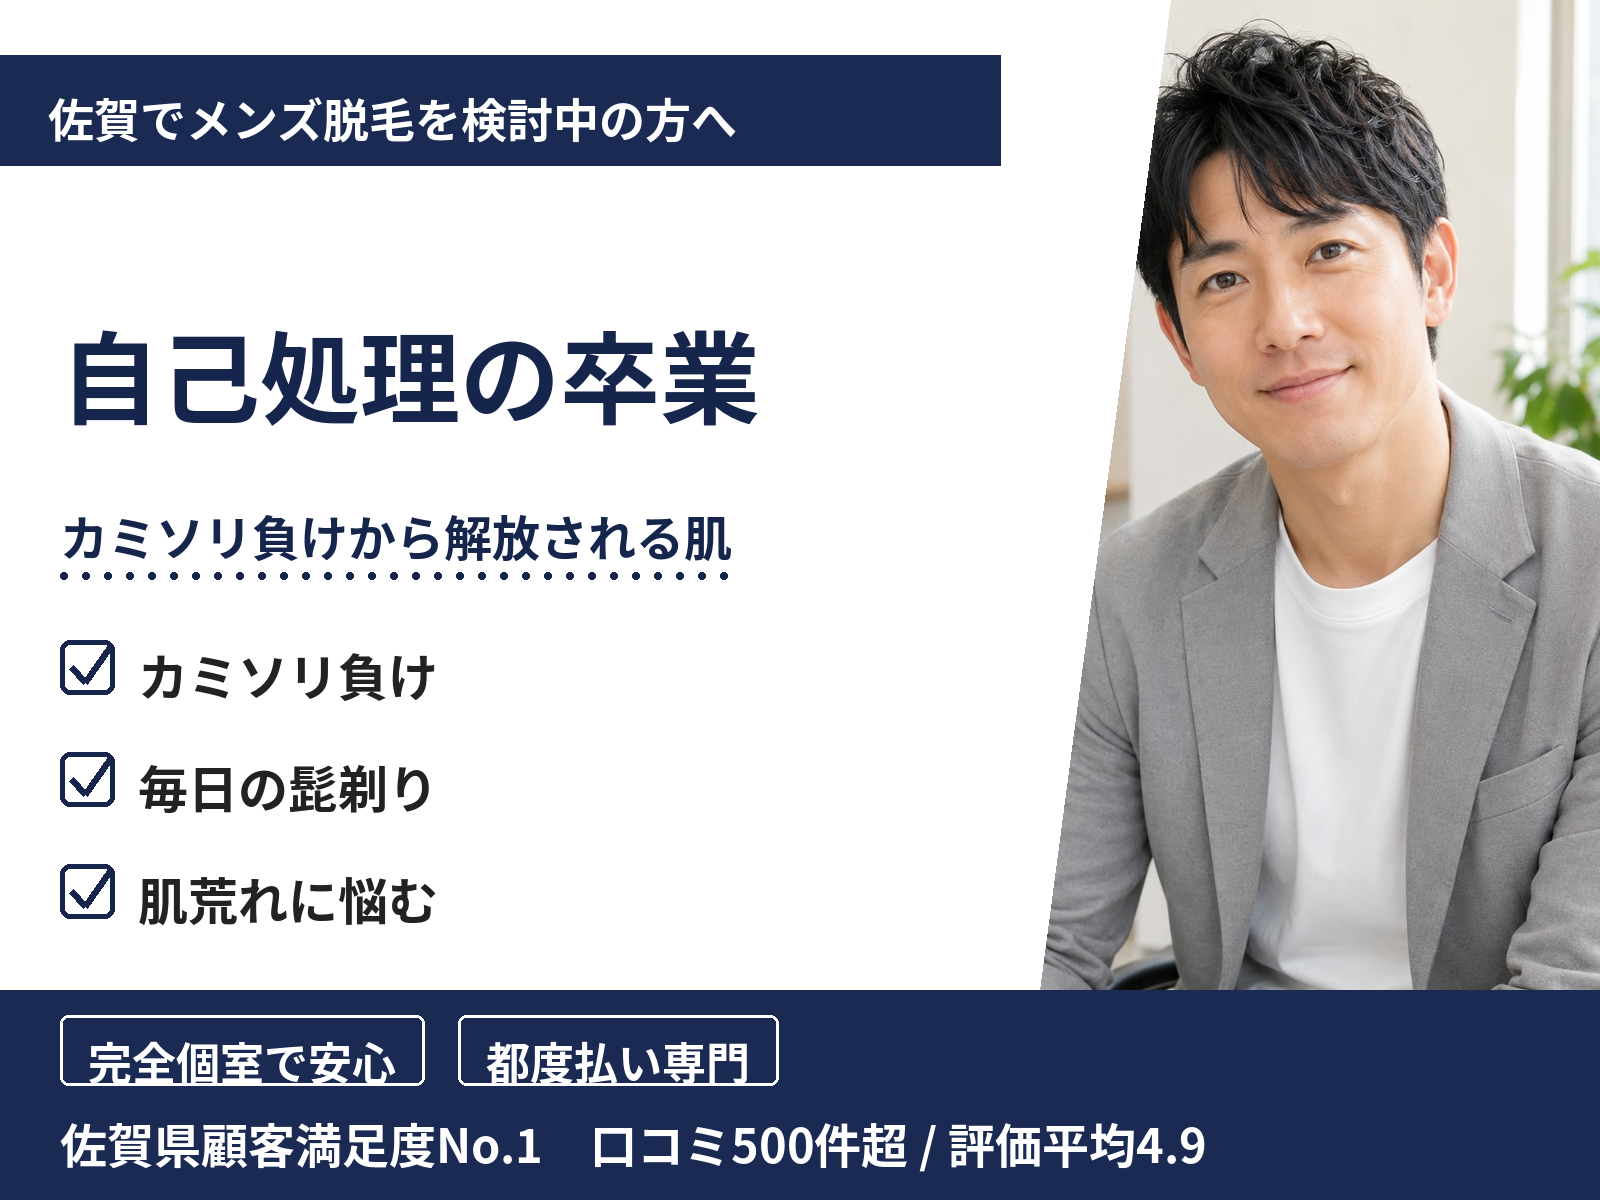 佐賀でメンズ脱毛を検討中の方へ
自己処理の卒業
カミソリ負けから解放される肌
カミソリ負け
毎日の髭剃り
肌荒れに悩む
完全個室で安心
都度払い専門
佐賀県顧客満足度No.1　口コミ500件超 / 評価平均4.9